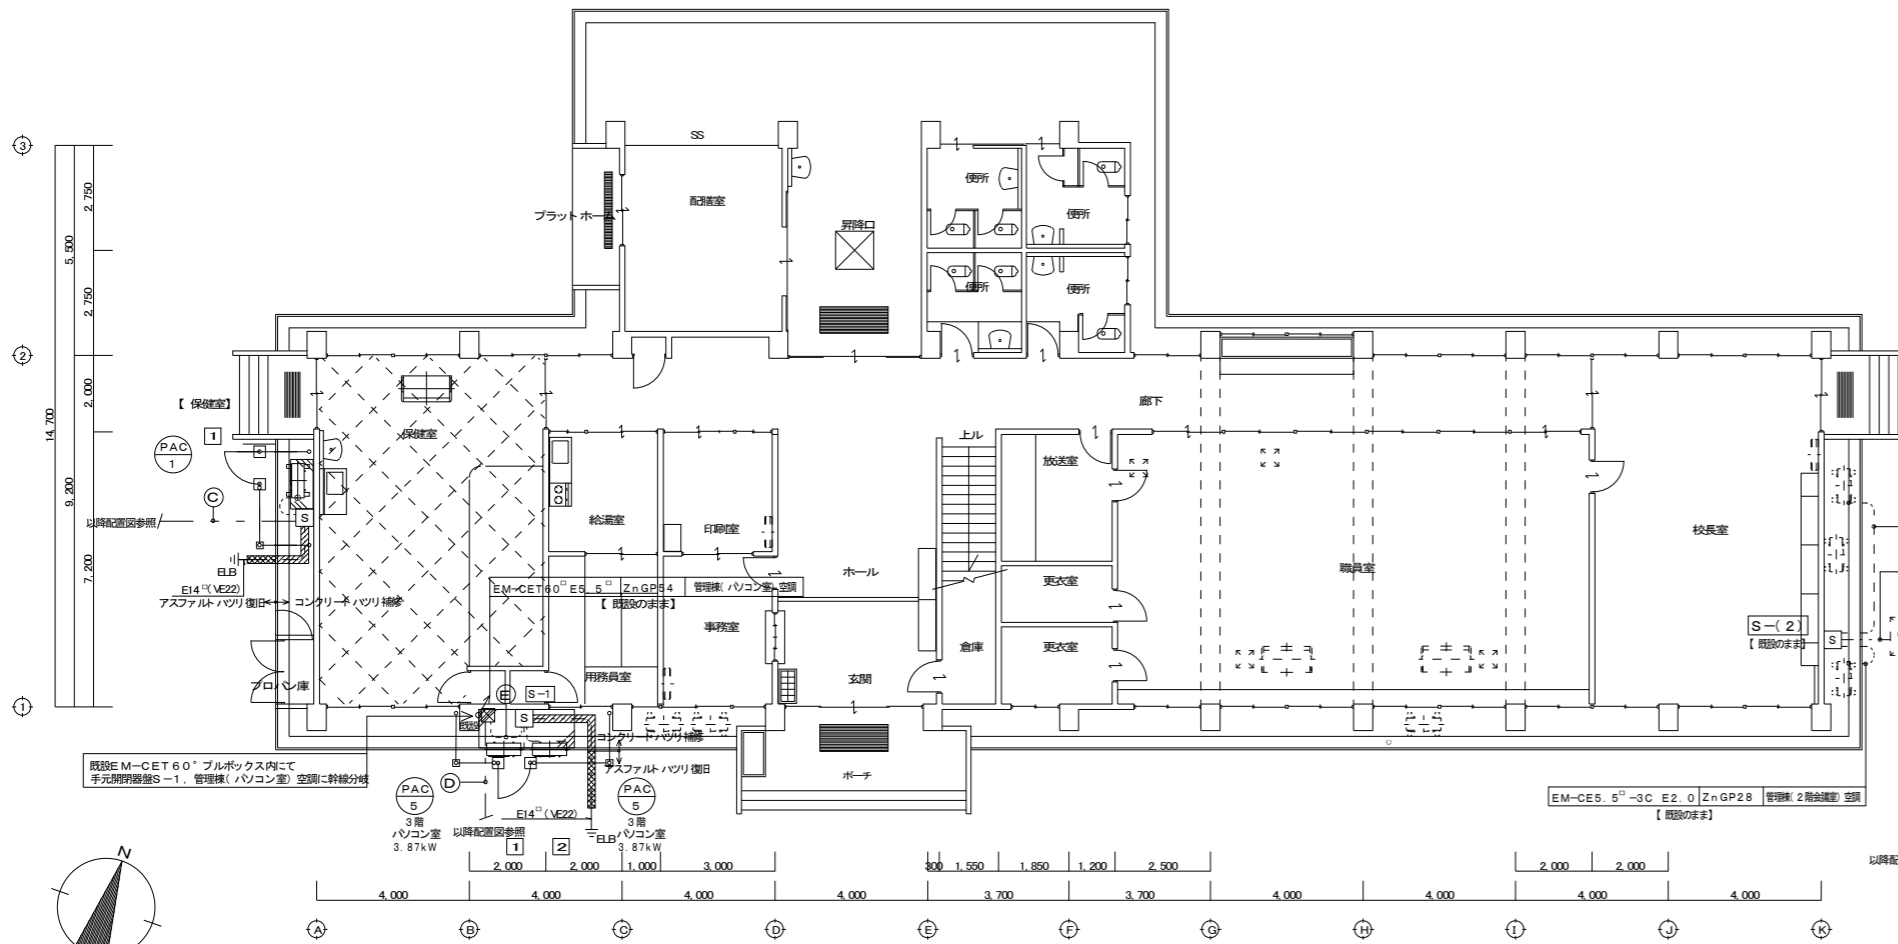 SS
3
2
1
2,750
2,750
5,500
2,000
14,700
9,200
7,200
配膳室
プラットホーム
昇降口
便所
便所
便所
便所
廊下
【 保健室】
1
PAC
1
C
以降配置図参照
S
ELB
E14□(VE22)
アスファルトハツリ復旧
コンクリートハツリ補修
保健室
給湯室
印刷室
ホール
上ル
放送室
更衣室
更衣室
倉庫
職員室
校長室
EM-CET60□ E5.5□
ZnGP54
管理棟(パソコン室)空調
【 既設のまま】
事務室
用務員室
玄関
ポーチ
プロパン庫
E
S-1
既設
S
コンクリートハツリ補修
アスファルトハツリ復旧
既設EM-CET60°プルボックス内にて
手元開閉器盤S-1, 管理棟(パソコン室)空調に幹線分岐
PAC
5
3階
パソコン室
3.87kW
D
E14□(VE22)
以降配置図参照
1
2
ELB
PAC
5
3階
パソコン室
3.87kW
S-(2)
【 既設のまま】
S
EM-CE5.5□-3C E2.0
ZnGP28
管理棟(2階会議室)空調
【 既設のまま】
以降配
N
2,000
2,000
1,000
3,000
300
1,550
1,850
1,200
2,500
2,000
2,000
4,000
4,000
4,000
4,000
3,700
3,700
4,000
4,000
4,000
4,000
A
B
C
D
E
F
G
H
I
J
K